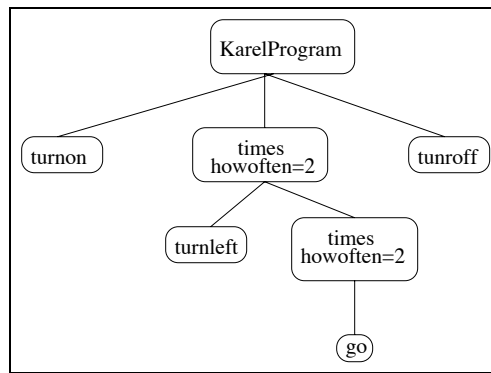 KarelProgram
turnon
times
howoften=2
tunroff
turnleft
times
howoften=2
go